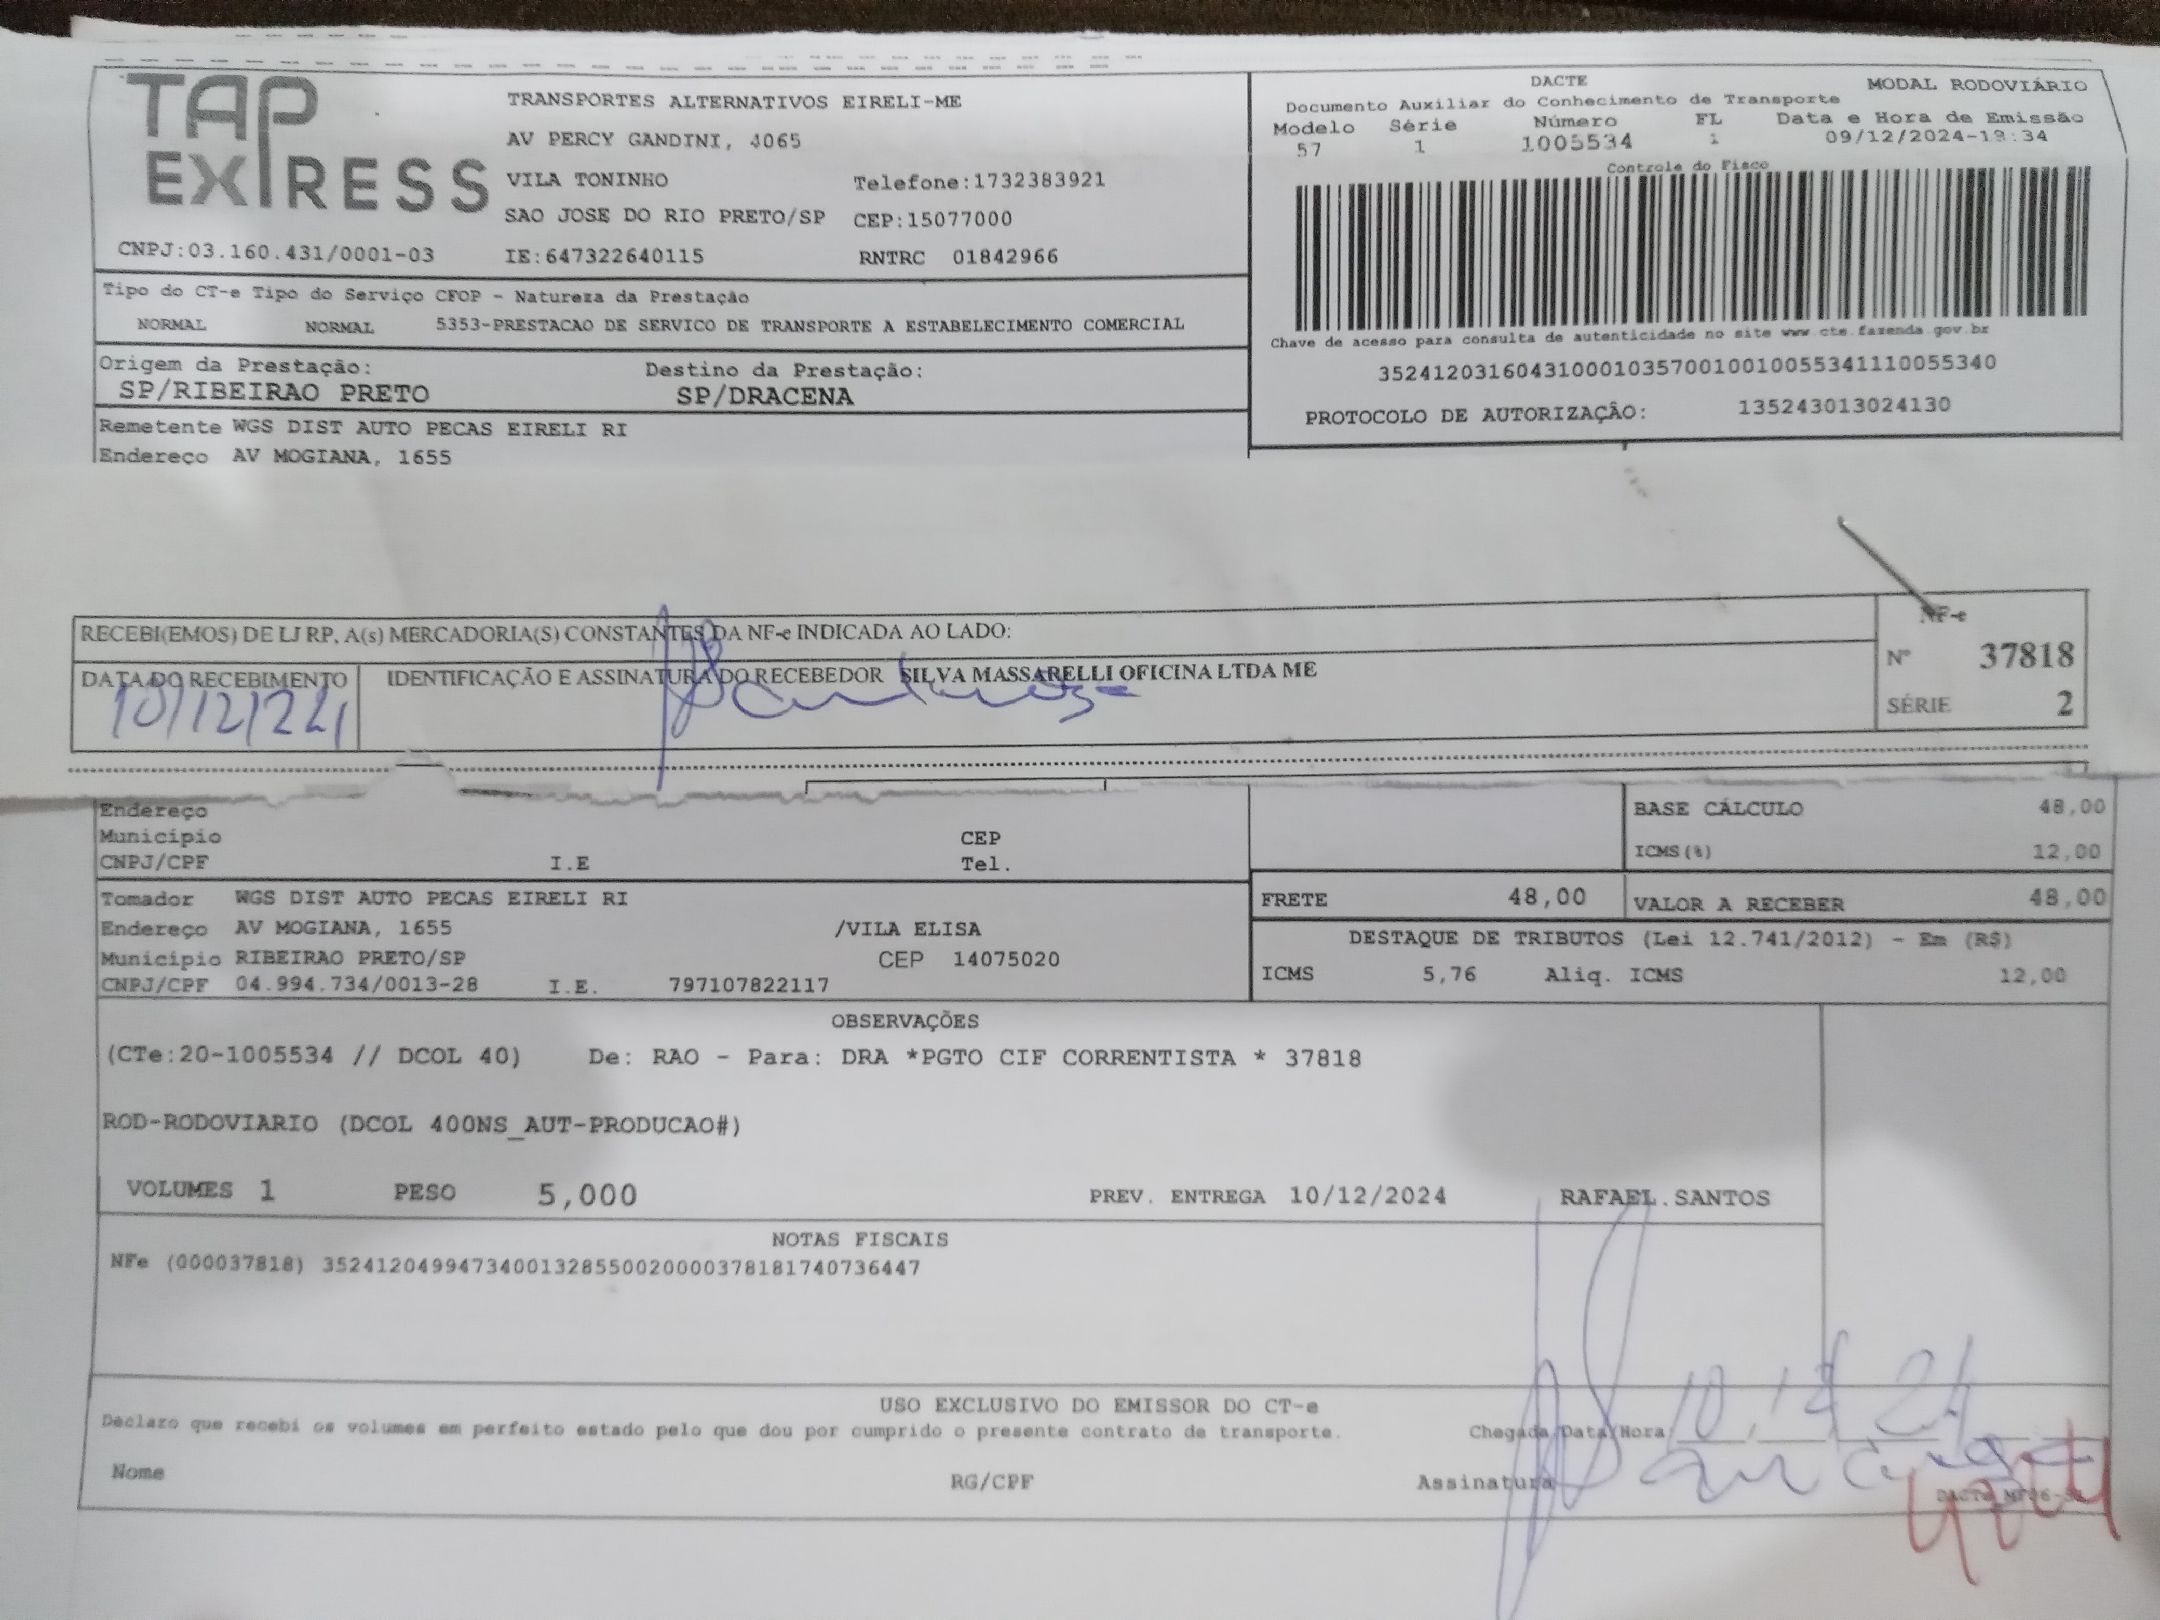 TAP EXPRESS
TRANSPORTES ALTERNATIVOS EIRELI-ME
AV PERCY GANDINI, 4065
VILA TONINHO Telefone:1732383921
SAO JOSE DO RIO PRETO/SP CEP:15077000
CNPJ:03.160.431/0001-03 IE:647322640115 RNTRC 01842966
DACTE MODAL RODOVIÁRIO
Documento Auxiliar do Conhecimento de Transporte
Modelo Série Número FL Data e Hora de Emissão
57 1 1005534 1 09/12/2024-19:34
Controle do Fisco
Chave de acesso para consulta de autenticidade no site www.cte.fazenda.gov.br
35241203160431000103570010010055341110055340
PROTOCOLO DE AUTORIZAÇÃO: 135243013024130
Tipo do CT-e Tipo do Serviço CFOP - Natureza da Prestação
NORMAL NORMAL 5353-PRESTACAO DE SERVICO DE TRANSPORTE A ESTABELECIMENTO COMERCIAL
Origem da Prestação: Destino da Prestação:
SP/RIBEIRAO PRETO SP/DRACENA
Remetente WGS DIST AUTO PECAS EIRELI RI
Endereço AV MOGIANA, 1655
RECEBI(EMOS) DE LJ RP, A(s) MERCADORIA(S) CONSTANTES DA NF-e INDICADA AO LADO:
DATA DO RECEBIMENTO IDENTIFICAÇÃO E ASSINATURA DO RECEBEDOR SILVA MASSARELLI OFICINA LTDA ME
10/12/24
NF-e
Nº 37818
SÉRIE 2
Endereço
Município CEP
CNPJ/CPF I.E Tel.
BASE CÁLCULO 48,00
ICMS(%) 12,00
FRETE 48,00 VALOR A RECEBER 48,00
Tomador WGS DIST AUTO PECAS EIRELI RI
Endereço AV MOGIANA, 1655 /VILA ELISA
Município RIBEIRAO PRETO/SP CEP 14075020
CNPJ/CPF 04.994.734/0013-28 I.E. 797107822117
DESTAQUE DE TRIBUTOS (Lei 12.741/2012) - Em (R$)
ICMS 5,76 Aliq. ICMS 12,00
OBSERVAÇÕES
(CTe:20-1005534 // DCOL 40) De: RAO - Para: DRA *PGTO CIF CORRENTISTA * 37818
ROD-RODOVIARIO (DCOL 400NS_AUT-PRODUCAO#)
VOLUMES 1 PESO 5,000 PREV. ENTREGA 10/12/2024 RAFAEL.SANTOS
NOTAS FISCAIS
NFe (000037818) 35241204994734001328550020000378181740736447
USO EXCLUSIVO DO EMISSOR DO CT-e
Declaro que recebi os volumes em perfeito estado pelo que dou por cumprido o presente contrato de transporte. Chegada Data/Hora 10 12 24
Nome RG/CPF Assinatura